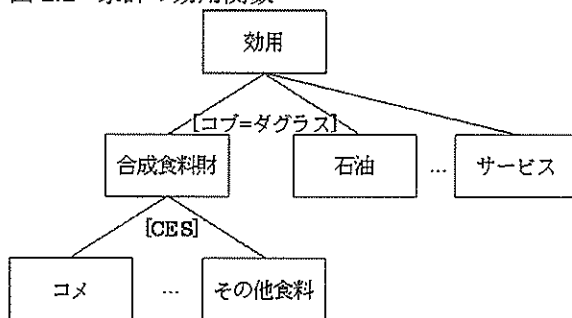 効用
[コブ=ダグラス]
合成食料財
石油
…
サービス
[CES]
コメ
…
その他食料